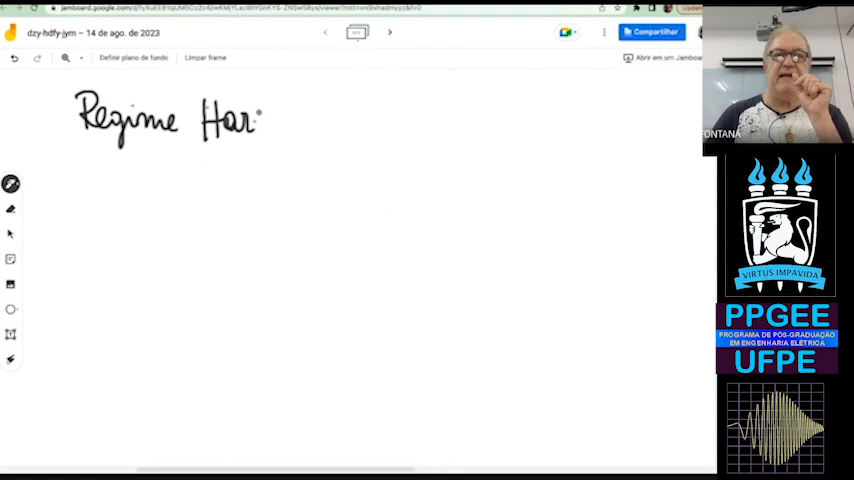 dzy-hdfy-jym – 14 de ago. de 2023
Compartilhar
Definir plano de fundo
Limpar frame
Abrir em um Jamboard
Regime Har
FONTANA
VIRTUS IMPAVIDA
PPGEE
PROGRAMA DE PÓS-GRADUAÇÃO
EM ENGENHARIA ELÉTRICA
UFPE